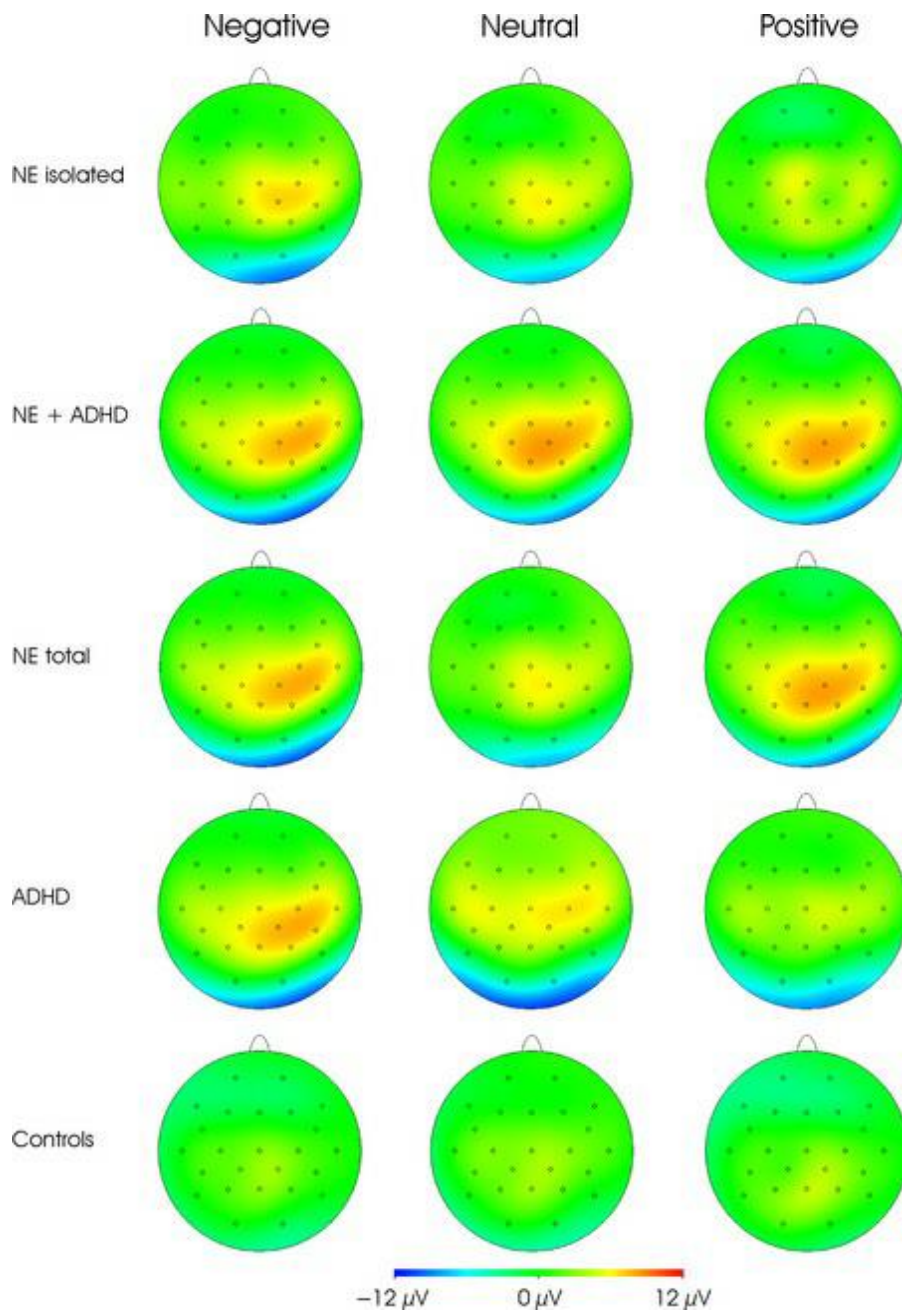 Negative Neutral Positive
NE isolated
NE + ADHD
NE total
ADHD
Controls
−12 μV 0 μV 12 μV